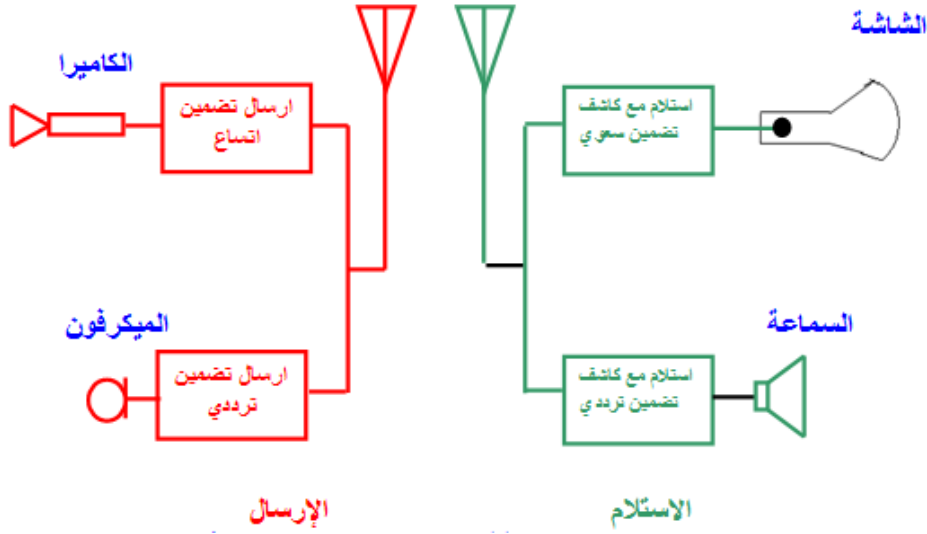 الشاشة
الكاميرا
ارسال تضمين
اتساع
استلام مع كاشف
تضمين سعوي
الميكرفون
السماعة
ارسال تضمين
ترددي
استلام مع كاشف
تضمين ترددي
الإرسال
الاستلام